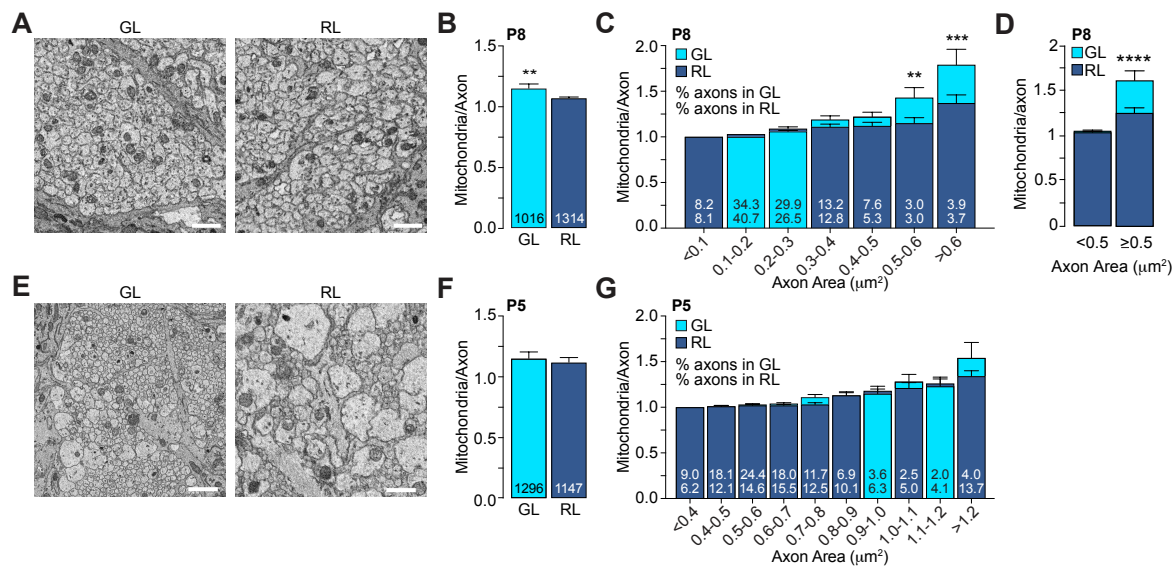 A
GL
RL
B
P8
Mitochondria/Axon
1.5
1.0
0.5
0.0
**
1016
1314
GL
RL
C
P8
GL
RL
% axons in GL
% axons in RL
Mitochondria/Axon
2.0
1.5
1.0
0.5
0.0
**
***
8.2 34.3 29.9 13.2 7.6 3.0 3.9
8.1 40.7 26.5 12.8 5.3 3.0 3.7
<0.1 0.1-0.2 0.2-0.3 0.3-0.4 0.4-0.5 0.5-0.6 >0.6
Axon Area (μm²)
D
P8
GL
RL
****
Mitochondria/axon
2.0
1.5
1
0.5
0
<0.5 ≥0.5
Axon Area (μm²)
E
GL
RL
F
P5
Mitochondria/Axon
1.5
1.0
0.5
0.0
1296
1147
GL
RL
G
P5
GL
RL
% axons in GL
% axons in RL
Mitochondria/Axon
2.0
1.5
1.0
0.5
0.0
9.0 18.1 24.4 18.0 11.7 6.9 3.6 2.5 2.0 4.0
6.2 12.1 14.6 15.5 12.5 10.1 6.3 5.0 4.1 13.7
<0.4 0.4-0.5 0.5-0.6 0.6-0.7 0.7-0.8 0.8-0.9 0.9-1.0 1.0-1.1 1.1-1.2 >1.2
Axon Area (μm²)